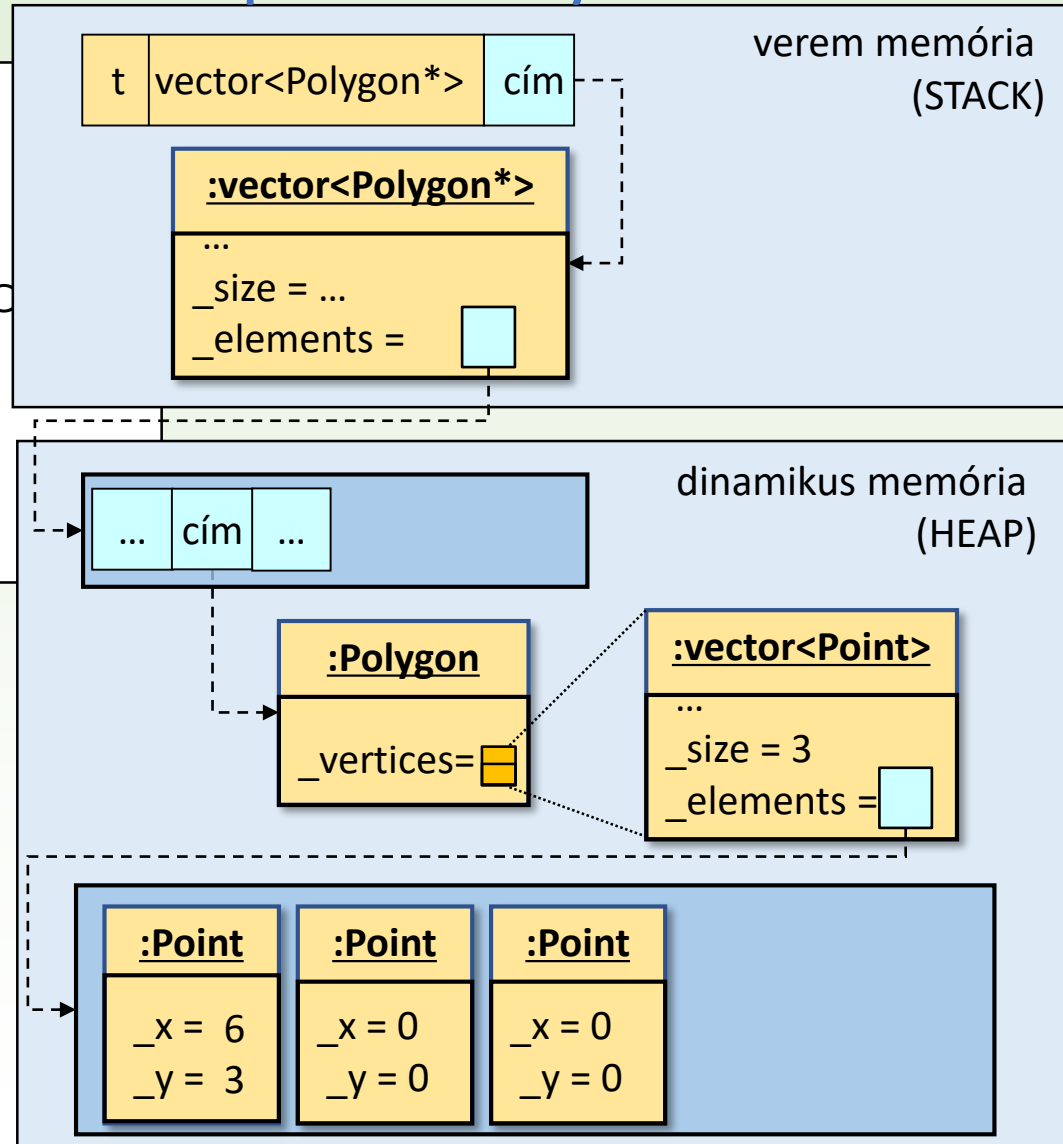 verem memória
(STACK)
t vector<Polygon*> cím
:vector<Polygon*>
...
_size = ...
_elements =
dinamikus memória
(HEAP)
... cím ...
:Polygon
_vertices=
:vector<Point>
...
_size = 3
_elements =
:Point
_x = 6
_y = 3
:Point
_x = 0
_y = 0
:Point
_x = 0
_y = 0